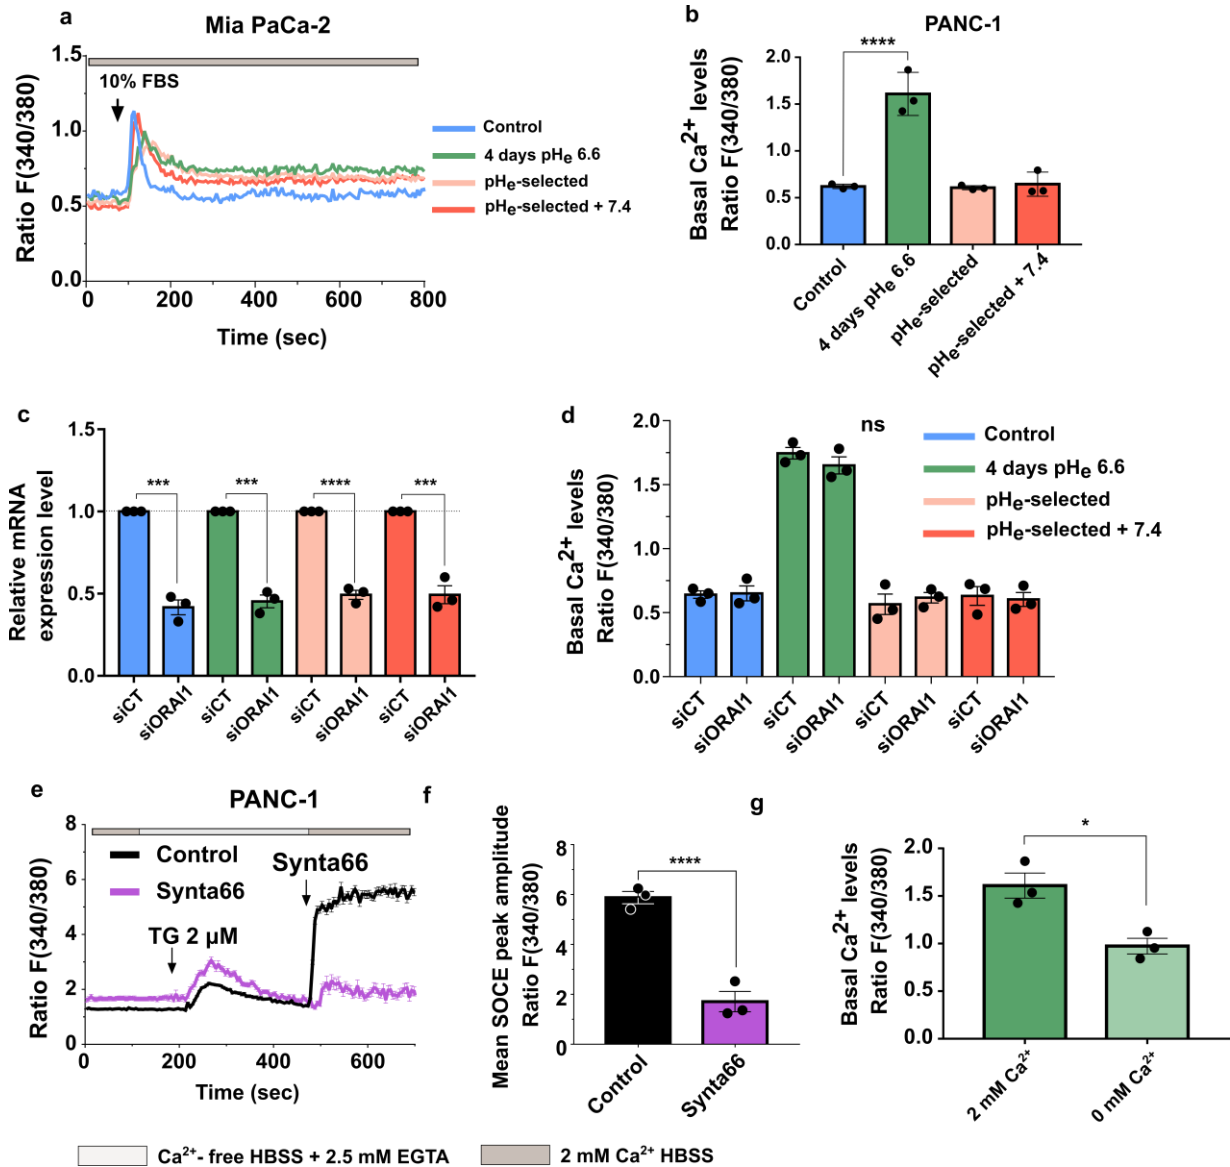 a
Mia PaCa-2
Ratio F(340/380)
1.5
1.0
0.5
0.0
10% FBS
0
200
400
600
800
Time (sec)
Control
4 days pHe 6.6
pHe-selected
pHe-selected + 7.4
b
PANC-1
Basal Ca2+ levels
Ratio F(340/380)
2.0
1.5
1.0
0.5
0.0
****
Control
4 days pHe 6.6
pHe-selected
pHe-selected + 7.4
c
Relative mRNA
expression level
1.5
1.0
0.5
0.0
***
***
****
***
siCT
siORAI1
siCT
siORAI1
siCT
siORAI1
siCT
siORAI1
d
Basal Ca2+ levels
Ratio F(340/380)
2.0
1.5
1.0
0.5
0.0
ns
Control
4 days pHe 6.6
pHe-selected
pHe-selected + 7.4
siCT
siORAI1
siCT
siORAI1
siCT
siORAI1
siCT
siORAI1
e
PANC-1
Ratio F(340/380)
8
6
4
2
0
Control
Synta66
TG 2 µM
Synta66
0
200
400
600
Time (sec)
f
Mean SOCE peak amplitude
Ratio F(340/380)
8
6
4
2
0
****
Control
Synta66
g
Basal Ca2+ levels
Ratio F(340/380)
2.0
1.5
1.0
0.5
0.0
*
2 mM Ca2+
0 mM Ca2+
Ca2+- free HBSS + 2.5 mM EGTA
2 mM Ca2+ HBSS